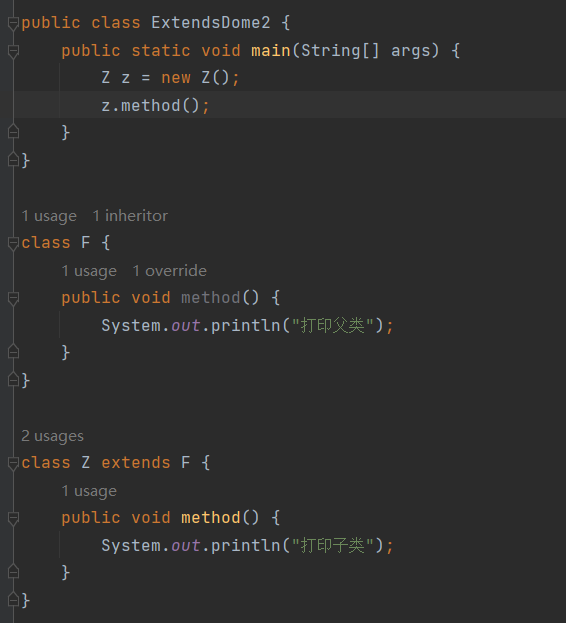 public class ExtendsDome2 {
    public static void main(String[] args) {
        Z z = new Z();
        z.method();
    }
}
1 usage   1 inheritor
class F {
    1 usage   1 override
    public void method() {
        System.out.println("打印父类");
    }
}
2 usages
class Z extends F {
    1 usage
    public void method() {
        System.out.println("打印子类");
    }
}